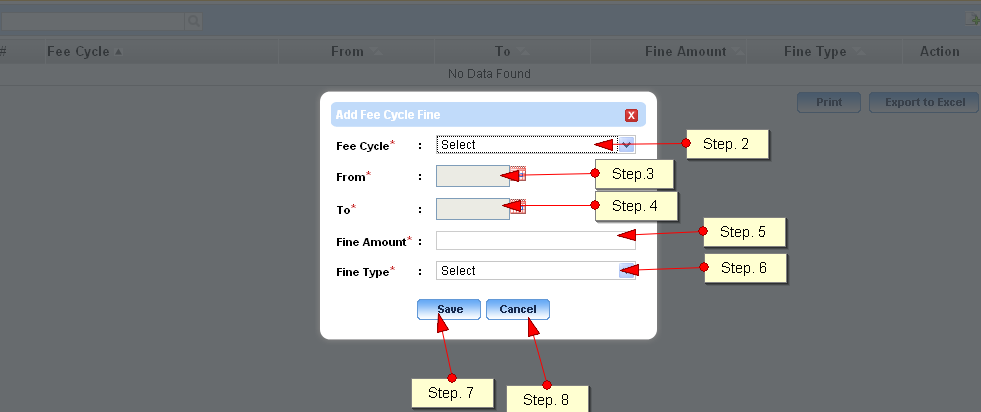 # Fee Cycle From To Fine Amount Fine Type Action
No Data Found
Print Export to Excel
Add Fee Cycle Fine X
Fee Cycle* : Select Step. 2
From* : Step.3
To* : Step. 4
Fine Amount* : Step. 5
Fine Type* : Select Step. 6
Save Cancel
Step. 7 Step. 8